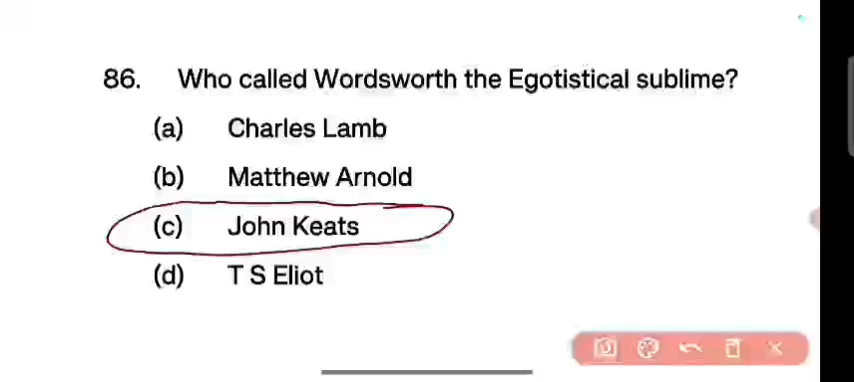 86. Who called Wordsworth the Egotistical sublime?
(a) Charles Lamb
(b) Matthew Arnold
(c) John Keats
(d) T S Eliot